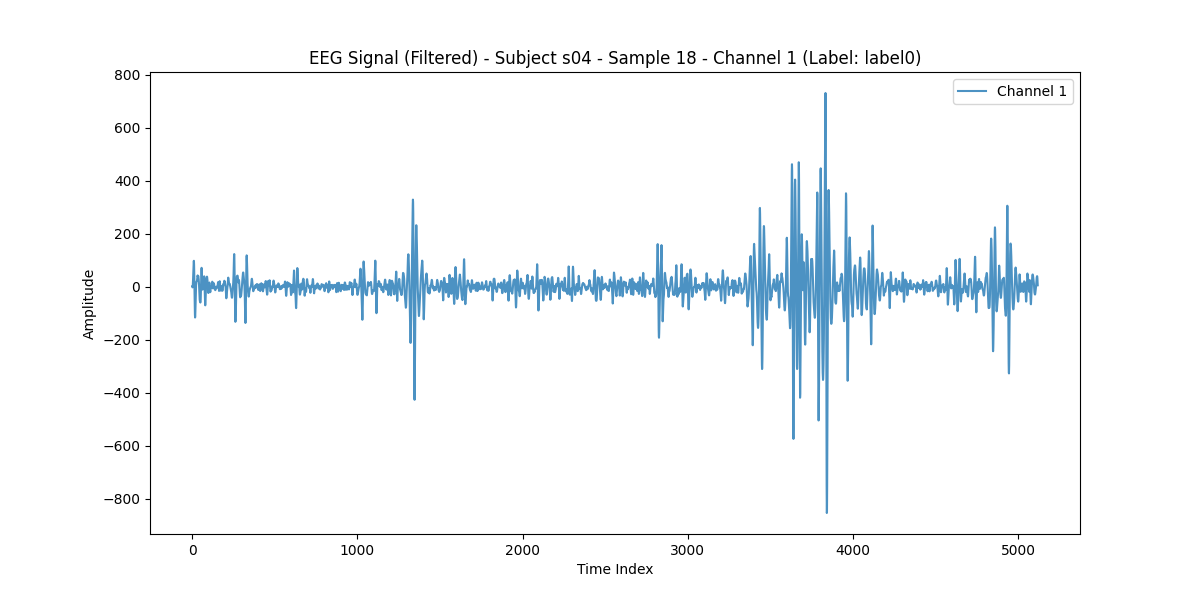 EEG Signal (Filtered) - Subject s04 - Sample 18 - Channel 1 (Label: label0)
Channel 1
800
600
400
200
0
−200
−400
−600
−800
Amplitude
0 1000 2000 3000 4000 5000
Time Index